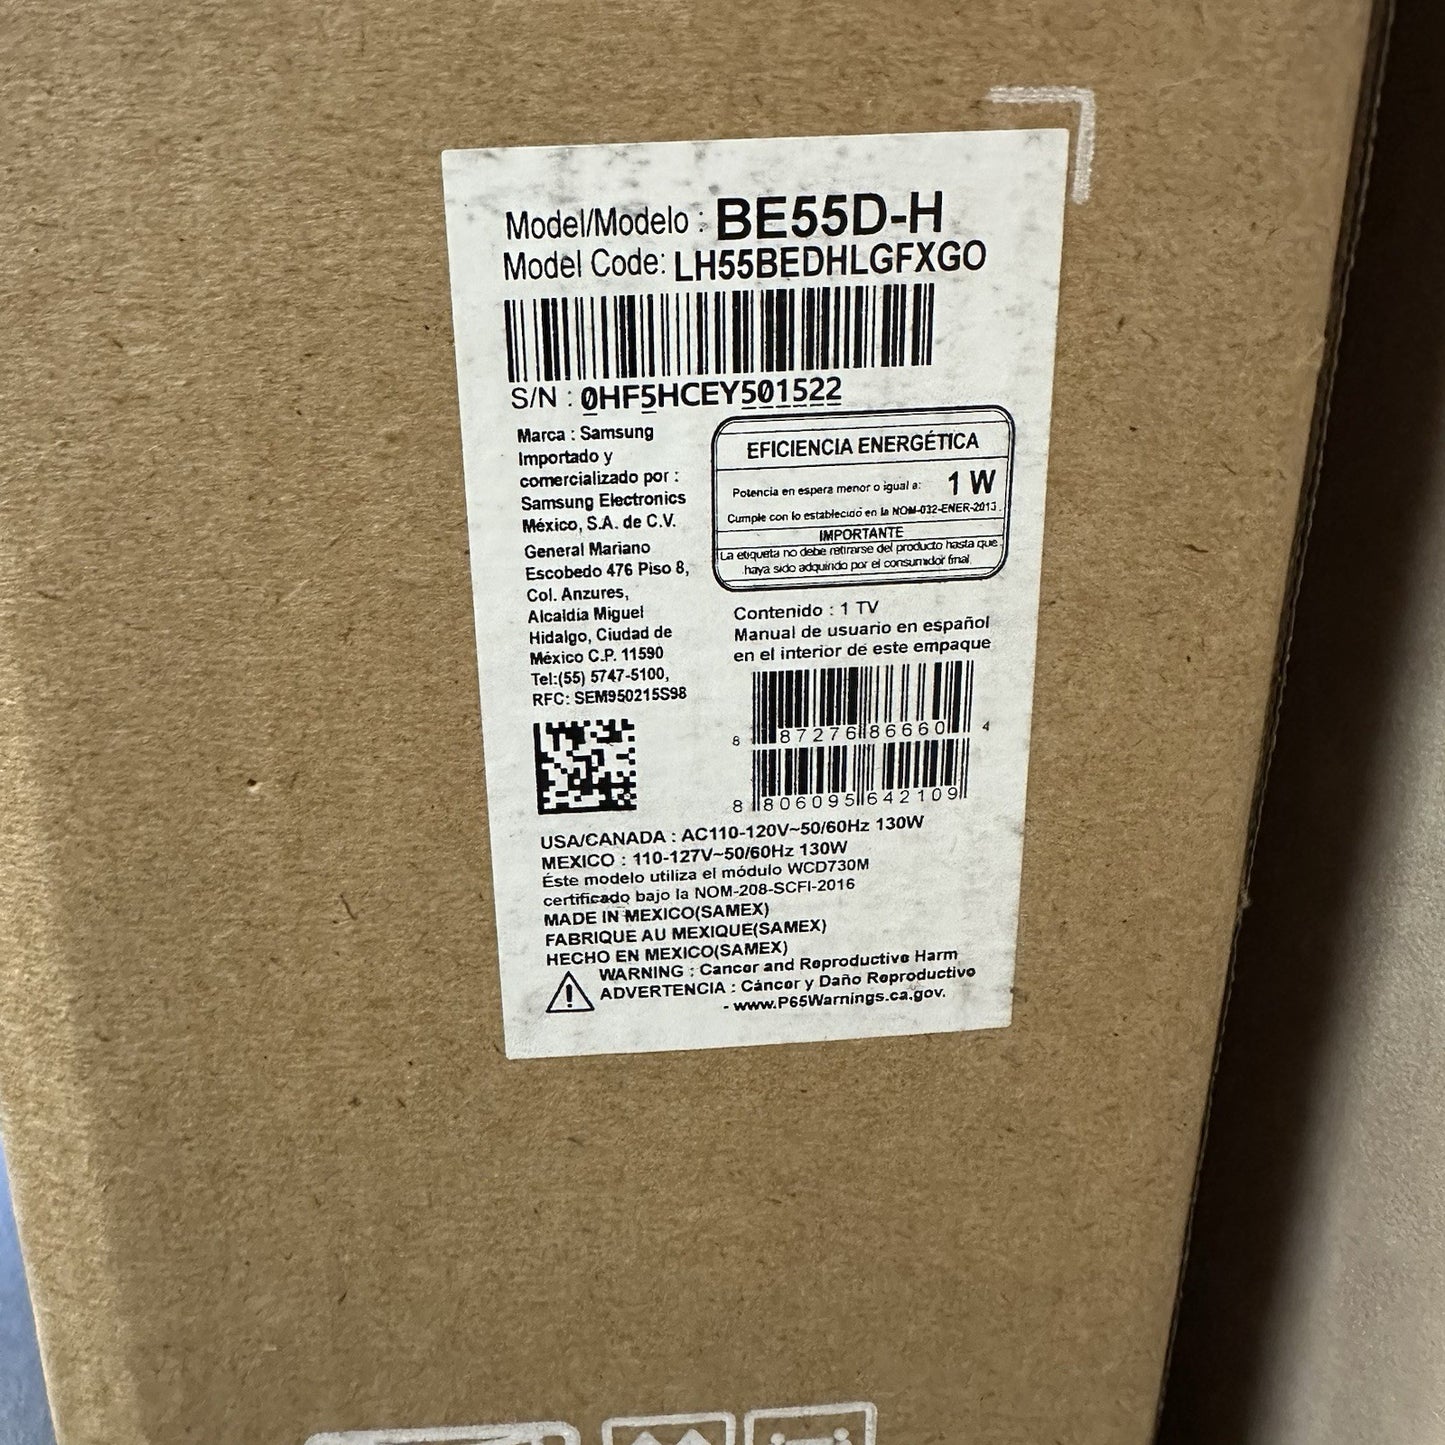 Model/Modelo : BE55D-H
Model Code: LH55BEDHLGFXGO
S/N : 0HF5HCEY501522
Marca : Samsung
Importado y
comercializado por :
Samsung Electronics
México, S.A. de C.V.
General Mariano
Escobedo 476 Piso 8,
Col. Anzures,
Alcaldía Miguel
Hidalgo, Ciudad de
México C.P. 11590
Tel:(55) 5747-5100,
RFC: SEM950215S98
EFICIENCIA ENERGÉTICA
Potencia en espera menor o igual a: 1 W
Cumple con lo establecido en la NOM-032-ENER-2013.
IMPORTANTE
La etiqueta no debe retirarse del producto hasta que
haya sido adquirido por el consumidor final
Contenido : 1 TV
Manual de usuario en español
en el interior de este empaque
8 87276 86660 4
8 806095 642109
USA/CANADA : AC110-120V~50/60Hz 130W
MEXICO : 110-127V~50/60Hz 130W
Éste modelo utiliza el módulo WCD730M
certificado bajo la NOM-208-SCFI-2016
MADE IN MEXICO(SAMEX)
FABRIQUE AU MEXIQUE(SAMEX)
HECHO EN MEXICO(SAMEX)
WARNING : Cancer and Reproductive Harm
ADVERTENCIA : Cáncer y Daño Reproductivo
- www.P65Warnings.ca.gov.